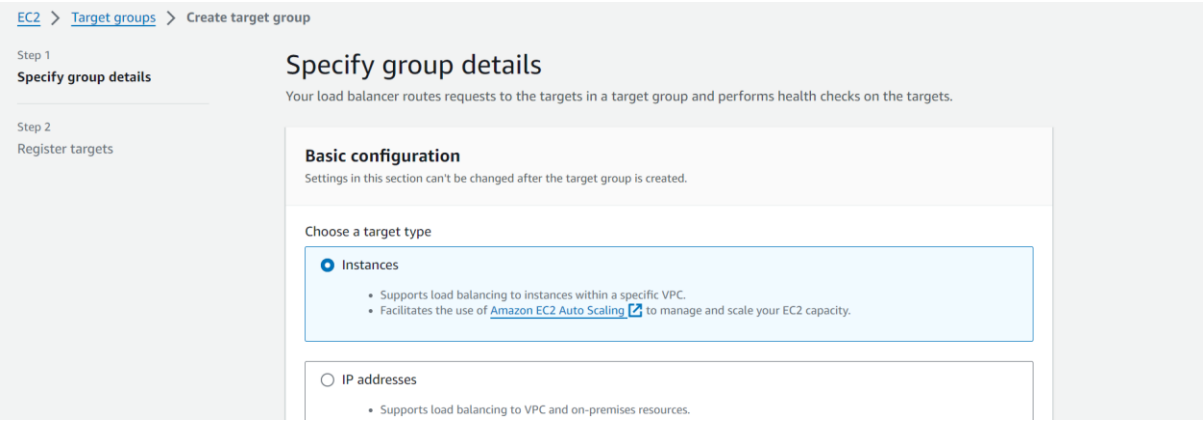 EC2 > Target groups > Create target group
Step 1
Specify group details
Step 2
Register targets
Specify group details
Your load balancer routes requests to the targets in a target group and performs health checks on the targets.
Basic configuration
Settings in this section can't be changed after the target group is created.
Choose a target type
Instances
• Supports load balancing to instances within a specific VPC.
• Facilitates the use of Amazon EC2 Auto Scaling to manage and scale your EC2 capacity.
IP addresses
• Supports load balancing to VPC and on-premises resources.